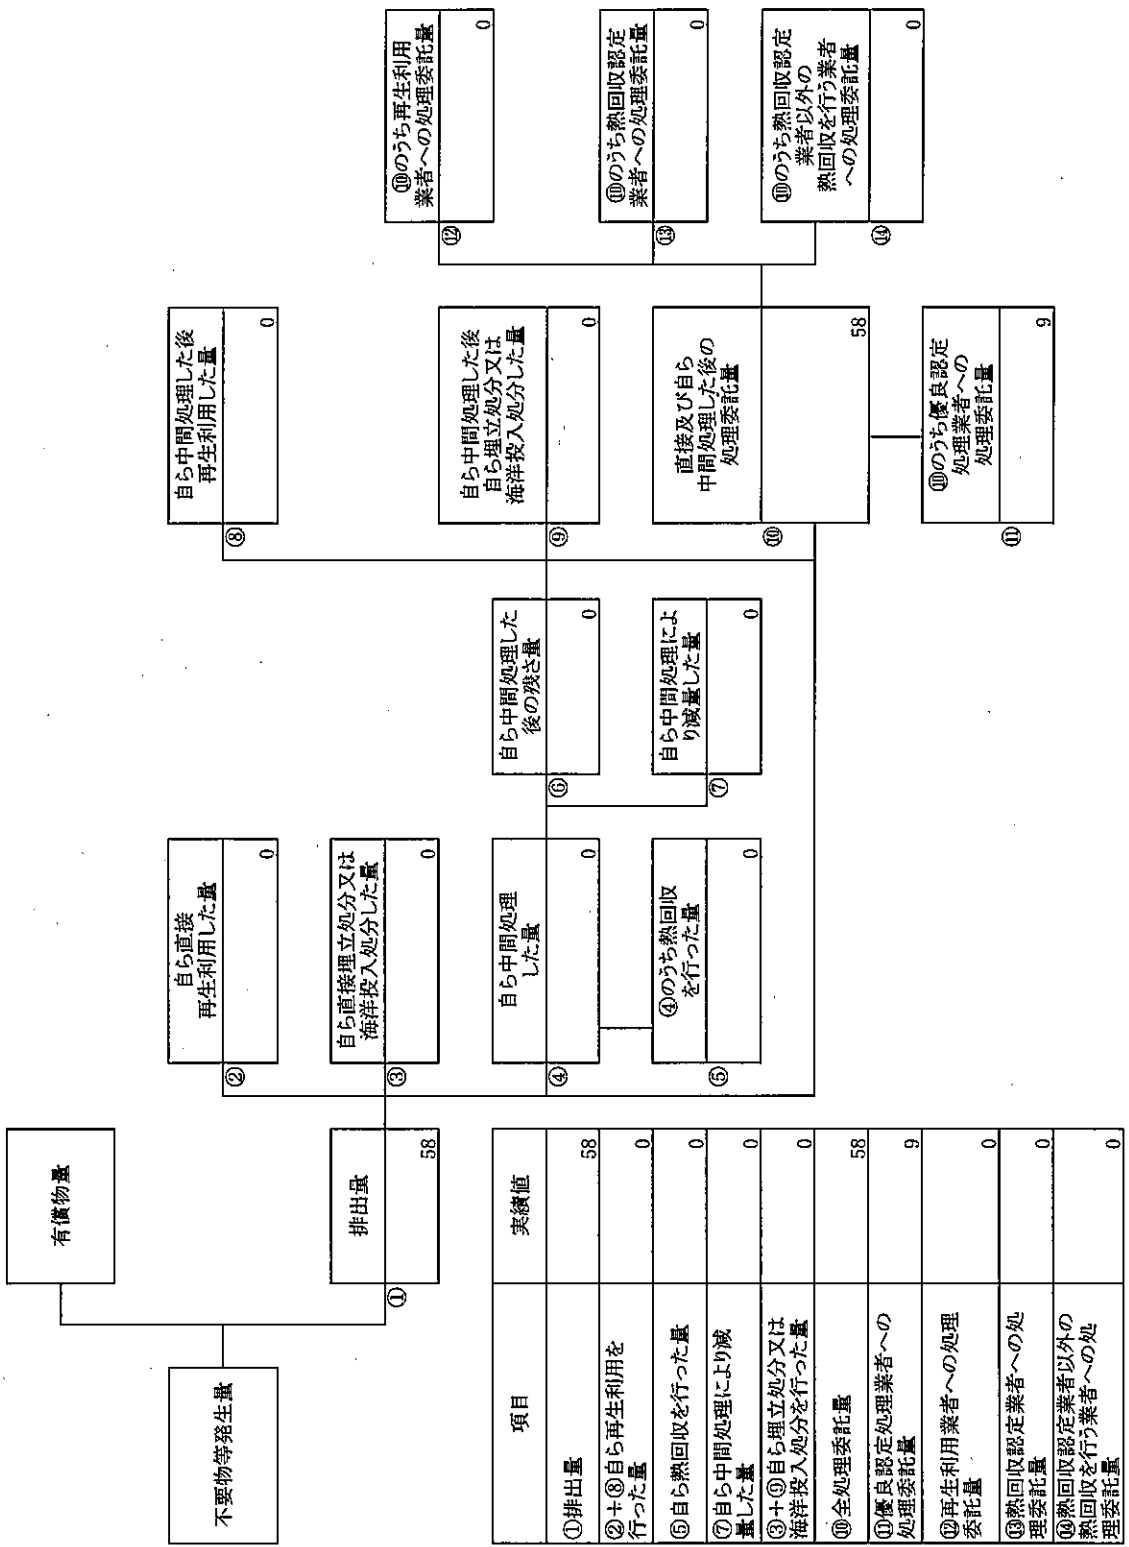 不要物等発生量
有償物量
①
排出量
58
②
自ら直接
再生利用した量
0
③
自ら直接埋立処分又は
海洋投入処分した量
0
④
自ら中間処理
した量
0
⑤
④のうち熱回収
を行った量
0
⑥
自ら中間処理した
後の残さ量
0
⑦
自ら中間処理によ
り減量した量
0
⑧
自ら中間処理した後
再生利用した量
0
⑨
自ら中間処理した後
自ら埋立処分又は
海洋投入処分した量
0
⑩
直接及び自ら
中間処理した後の
処理委託量
58
⑪
⑩のうち優良認定
処理業者への
処理委託量
9
⑫
⑩のうち再生利用
業者への処理委託量
0
⑬
⑩のうち熱回収認定
業者への処理委託量
0
⑭
⑩のうち熱回収認定
業者以外の
熱回収を行う業者
への処理委託量
0
項目 実績値
①排出量 58
②+⑧自ら再生利用を
行った量 0
⑤自ら熱回収を行った量 0
⑦自ら中間処理により減
量した量 0
③+⑨自ら埋立処分又は
海洋投入処分を行った量 0
⑩全処理委託量 58
⑪優良認定処理業者への
処理委託量 9
⑫再生利用業者への処理
委託量 0
⑬熱回収認定業者への処
理委託量 0
⑭熱回収認定業者以外の
熱回収を行う業者への処
理委託量 0